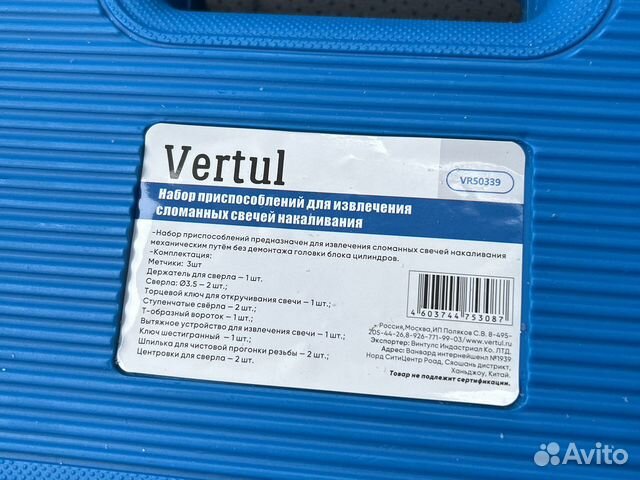 Vertul
VR50339
Набор приспособлений для извлечения
сломанных свечей накаливания
-Набор приспособлений предназначен для извлечения сломанных свечей накаливания
механическим путём без демонтажа головки блока цилиндров.
-Комплектация:
Метчики: 3шт
Держатель для сверла – 1 шт.
Сверла: Ø3.5 – 2 шт.;
Торцевой ключ для откручивания свечи – 1 шт.;
Ступенчатые свёрла – 2 шт.;
Т-образный вороток – 1 шт.;
Вытяжное устройство для извлечения свечи – 1 шт.;
Ключ шестигранный – 1 шт.;
Шпилька для чистовой прогонки резьбы – 2 шт.;
Центровки для сверла – 2 шт.
4603744753087
- Россия,Москва,ИП Поляков С.В. 8-495-
205-44-26,8-926-771-99-03/www.vertul.ru
Экспортер: Винтулс Индастриал Ко. ЛТД.
Адрес: Ванвард интернейшенл №1939
Норд СитиЦентр Роад, Сяошань дистрикт,
Ханьджоу, Китай.
Товар не подлежит сертификации.
Avito